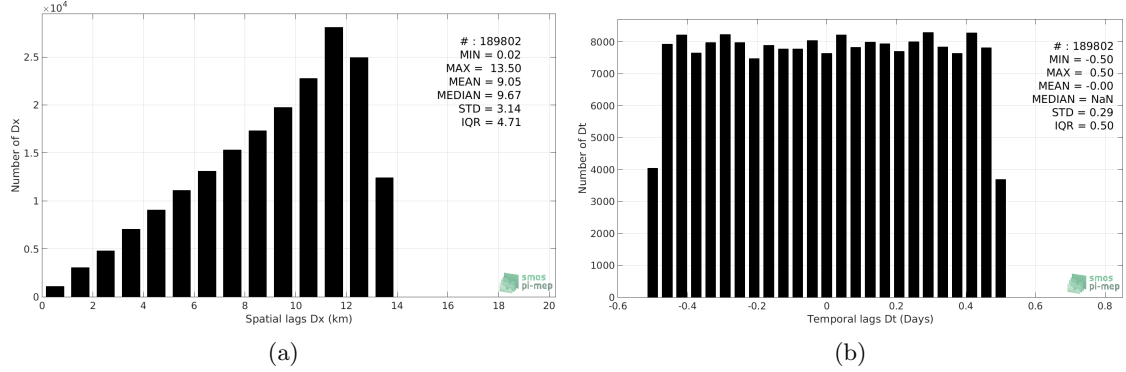 ×10⁴
2.5
2
1.5
1
0.5
0
Number of Dx
# : 189802
MIN = 0.02
MAX = 13.50
MEAN = 9.05
MEDIAN = 9.67
STD = 3.14
IQR = 4.71
smos
pi-mep
0 2 4 6 8 10 12 14 16 18 20
Spatial lags Dx (km)
(a)
8000
7000
6000
5000
4000
3000
2000
1000
0
Number of Dt
# : 189802
MIN = -0.50
MAX = 0.50
MEAN = -0.00
MEDIAN = NaN
STD = 0.29
IQR = 0.50
smos
pi-mep
-0.6 -0.4 -0.2 0 0.2 0.4 0.6 0.8
Temporal lags Dt (Days)
(b)